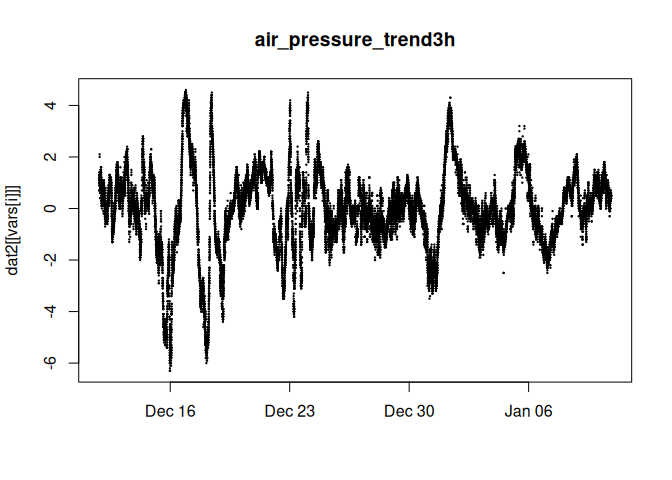 air_pressure_trend3h
dat2[[vars[i]]]
4
2
0
-2
-4
-6
Dec 16
Dec 23
Dec 30
Jan 06